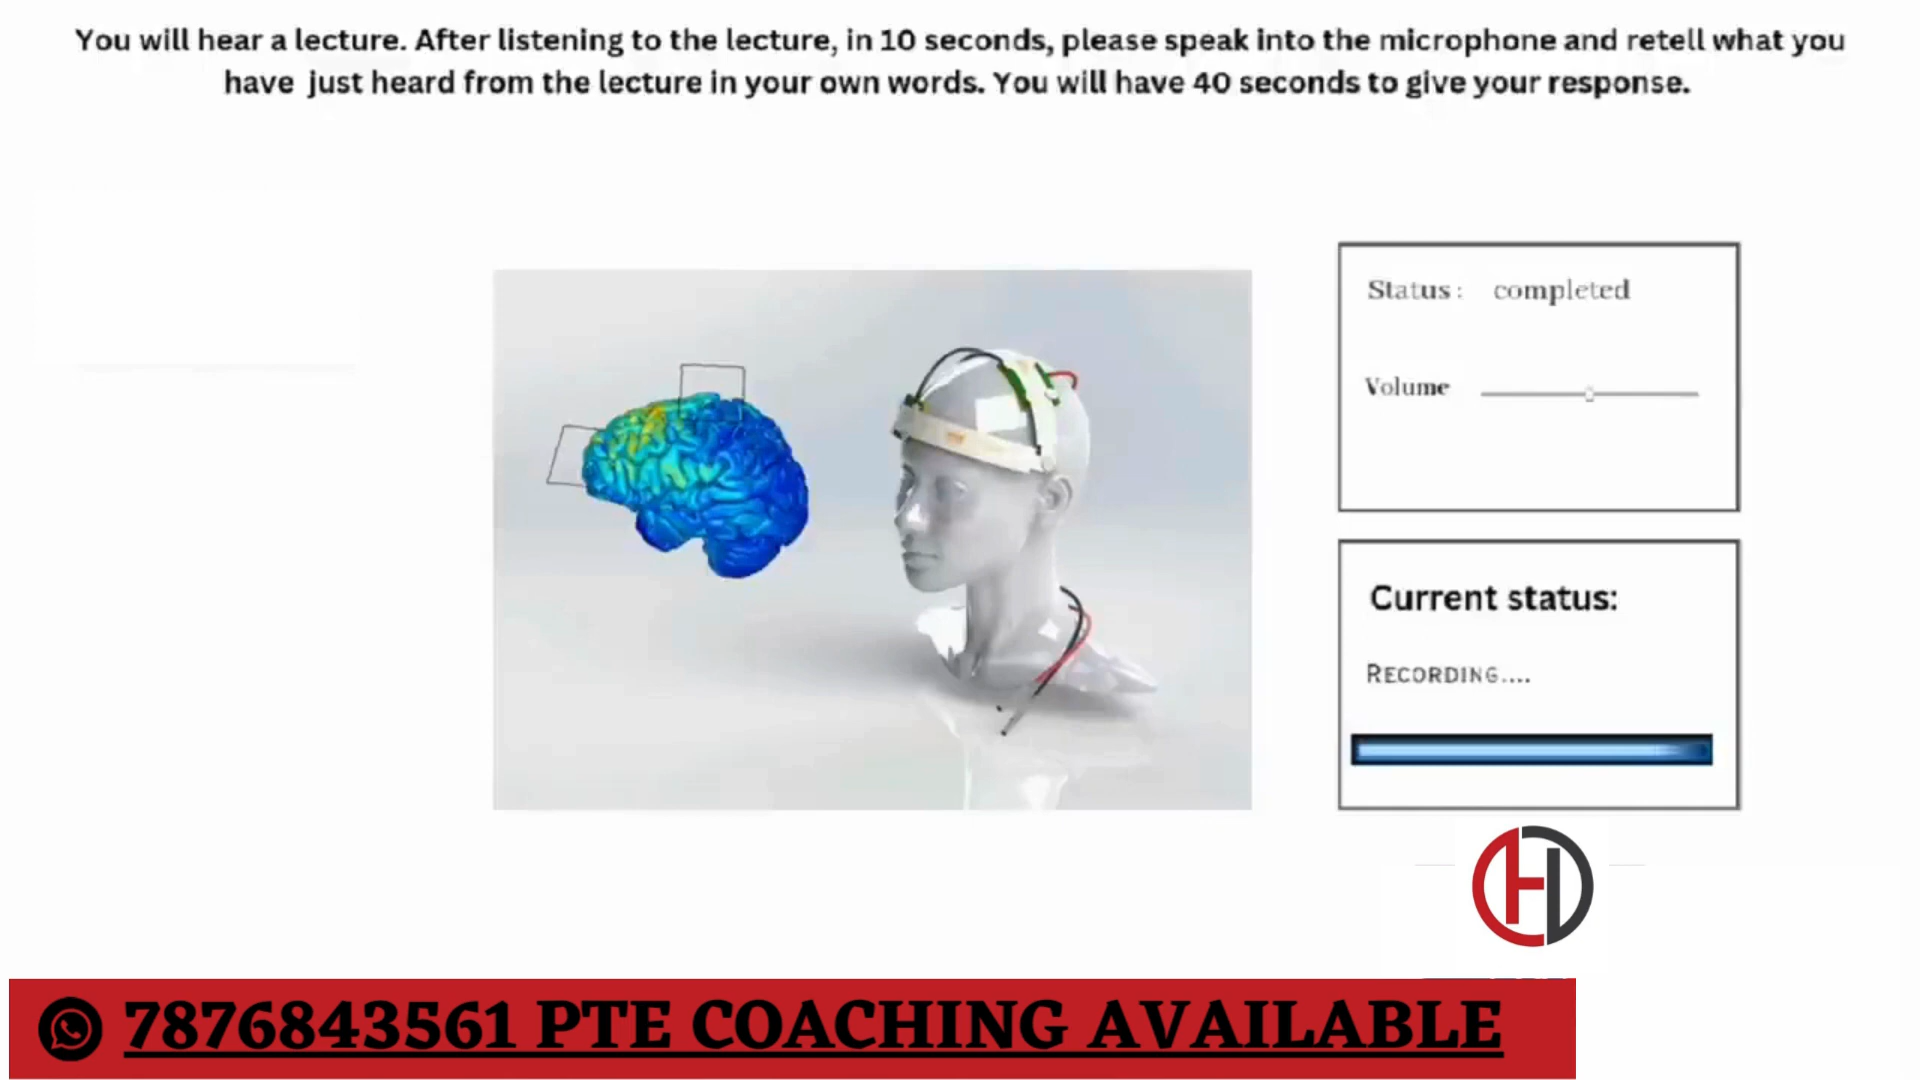 You will hear a lecture. After listening to the lecture, in 10 seconds, please speak into the microphone and retell what you
have just heard from the lecture in your own words. You will have 40 seconds to give your response.
Status: completed
Volume
Current status:
RECORDING....
7876843561 PTE COACHING AVAILABLE